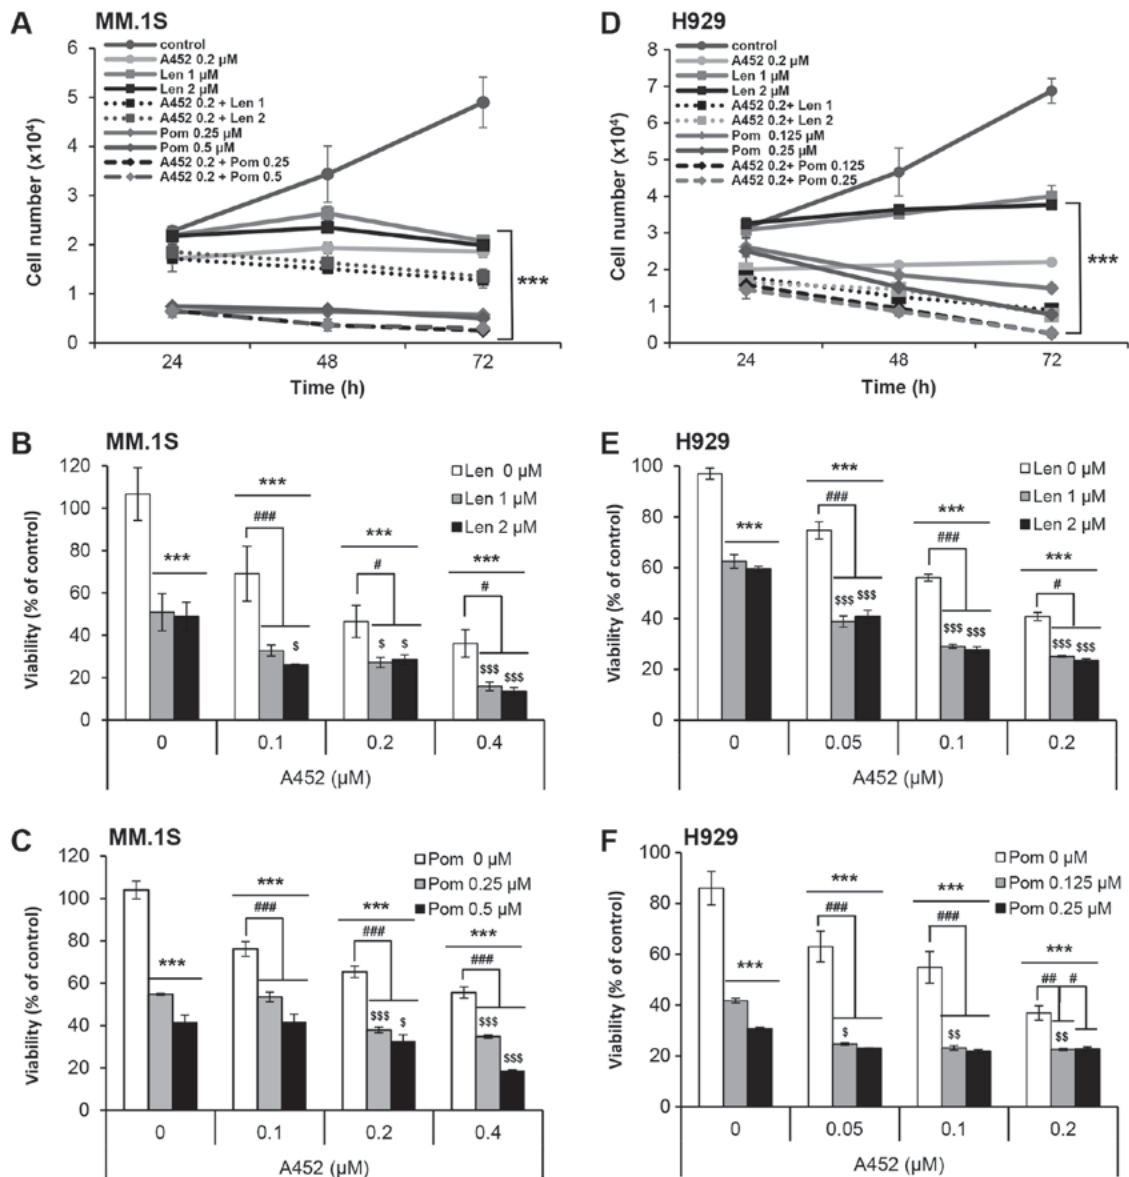 A MM.1S
Cell number (x10⁴)
6
5
4
3
2
1
0
control
A452 0.2 μM
Len 1 μM
Len 2 μM
A452 0.2 + Len 1
A452 0.2 + Len 2
Pom 0.25 μM
Pom 0.5 μM
A452 0.2 + Pom 0.25
A452 0.2 + Pom 0.5
***
24 48 72
Time (h)
D H929
Cell number (x10⁴)
8
7
6
5
4
3
2
1
0
control
A452 0.2 μM
Len 1 μM
Len 2 μM
A452 0.2+ Len 1
A452 0.2+ Len 2
Pom 0.125 μM
Pom 0.25 μM
A452 0.2+ Pom 0.125
A452 0.2+ Pom 0.25
***
24 48 72
Time (h)
B MM.1S
Viability (% of control)
120
100
80
60
40
20
0
Len 0 μM
Len 1 μM
Len 2 μM
*** *** *** ***
### # #
$ $ $ $$$ $$$
0 0.1 0.2 0.4
A452 (μM)
E H929
Viability (% of control)
100
80
60
40
20
0
Len 0 μM
Len 1 μM
Len 2 μM
*** *** *** ***
### ### #
$$$ $$$ $$$ $$$ $$$ $$$
0 0.05 0.1 0.2
A452 (μM)
C MM.1S
Viability (% of control)
120
100
80
60
40
20
0
Pom 0 μM
Pom 0.25 μM
Pom 0.5 μM
*** *** *** ***
### ### ###
$$$ $ $$$ $$$
0 0.1 0.2 0.4
A452 (μM)
F H929
Viability (% of control)
100
80
60
40
20
0
Pom 0 μM
Pom 0.125 μM
Pom 0.25 μM
*** *** *** ***
### ### ## #
$ $$ $$
0 0.05 0.1 0.2
A452 (μM)